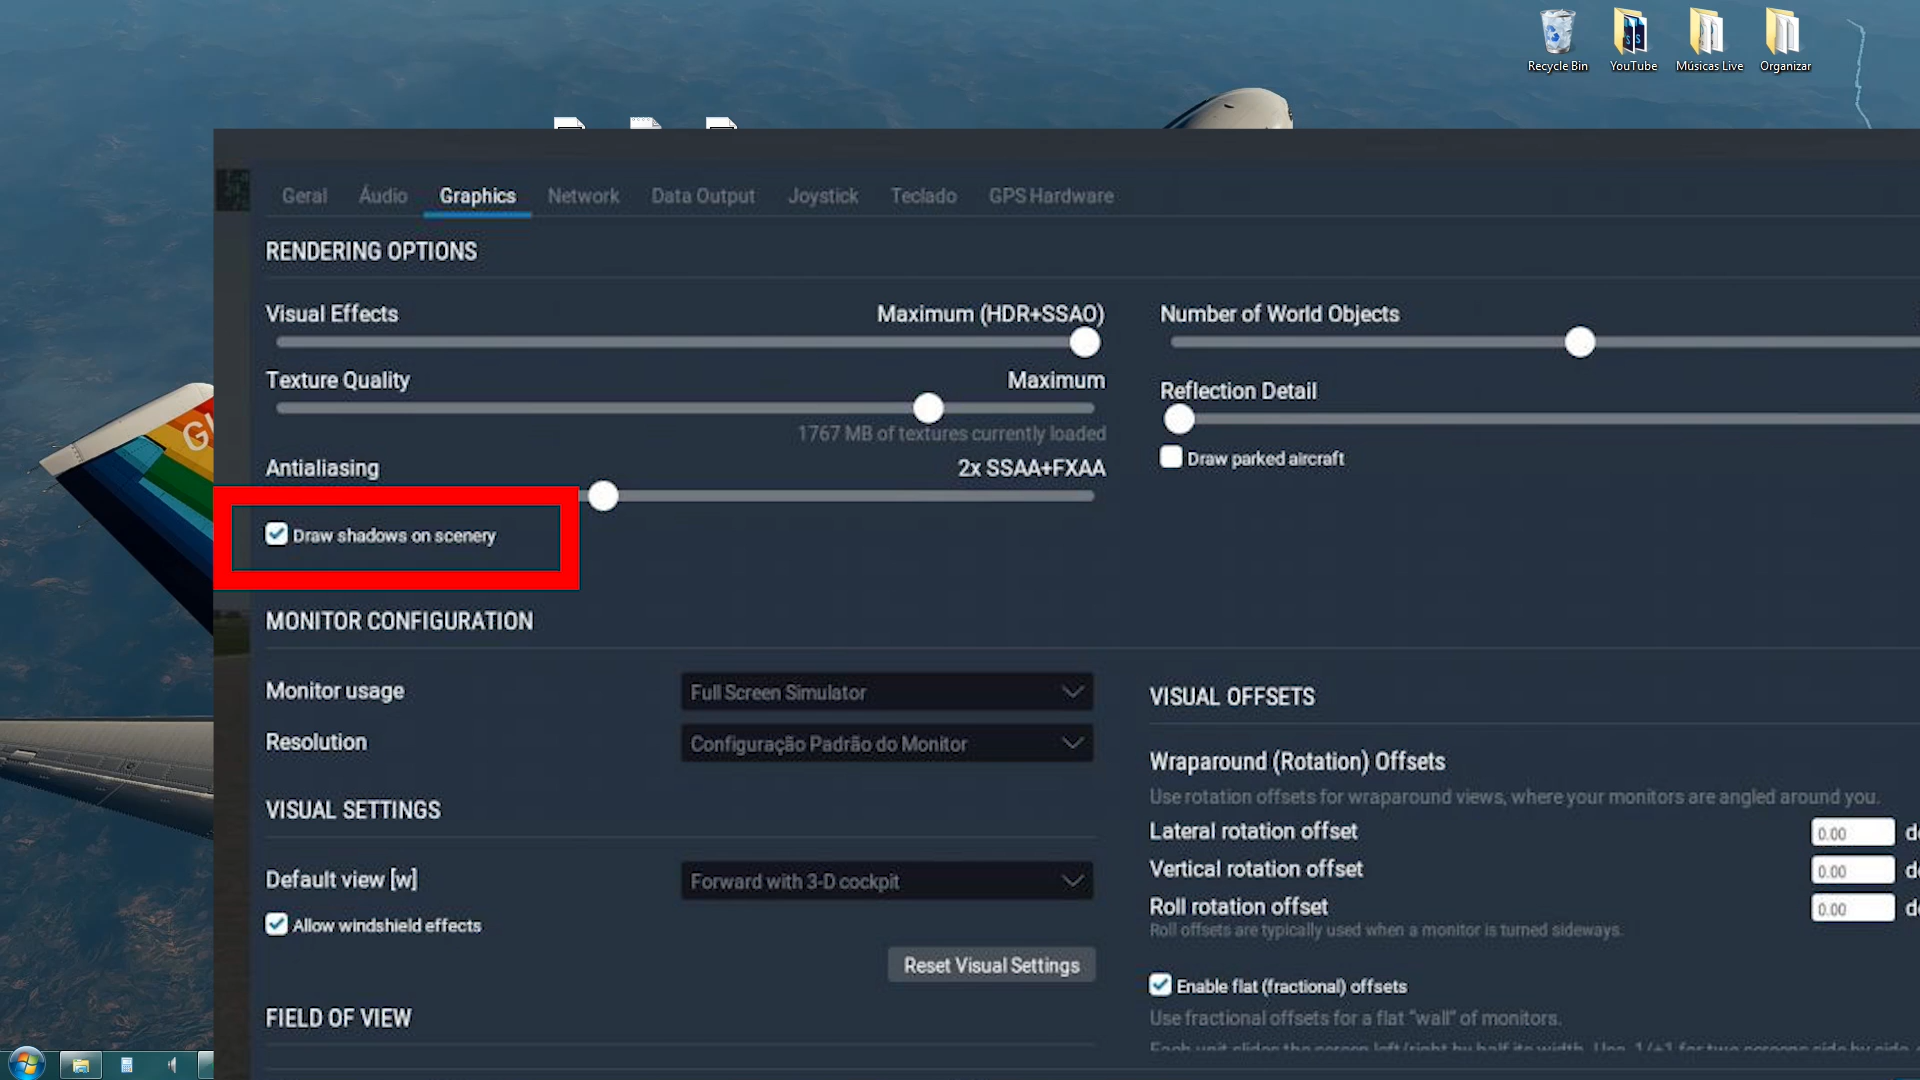 Recycle Bin
YouTube
Músicas Live
Organizar
Geral
Áudio
Graphics
Network
Data Output
Joystick
Teclado
GPS Hardware
RENDERING OPTIONS
Visual Effects
Maximum (HDR+SSAO)
Number of World Objects
Texture Quality
Maximum
Reflection Detail
1767 MB of textures currently loaded
Draw parked aircraft
Antialiasing
2x SSAA+FXAA
Draw shadows on scenery
MONITOR CONFIGURATION
Monitor usage
Full Screen Simulator
Resolution
Configuração Padrão do Monitor
VISUAL SETTINGS
Default view [w]
Forward with 3-D cockpit
Allow windshield effects
Reset Visual Settings
FIELD OF VIEW
VISUAL OFFSETS
Wraparound (Rotation) Offsets
Use rotation offsets for wraparound views, where your monitors are angled around you.
Lateral rotation offset
0.00
Vertical rotation offset
0.00
Roll rotation offset
0.00
Roll offsets are typically used when a monitor is turned sideways.
Enable flat (fractional) offsets
Use fractional offsets for a flat “wall” of monitors.